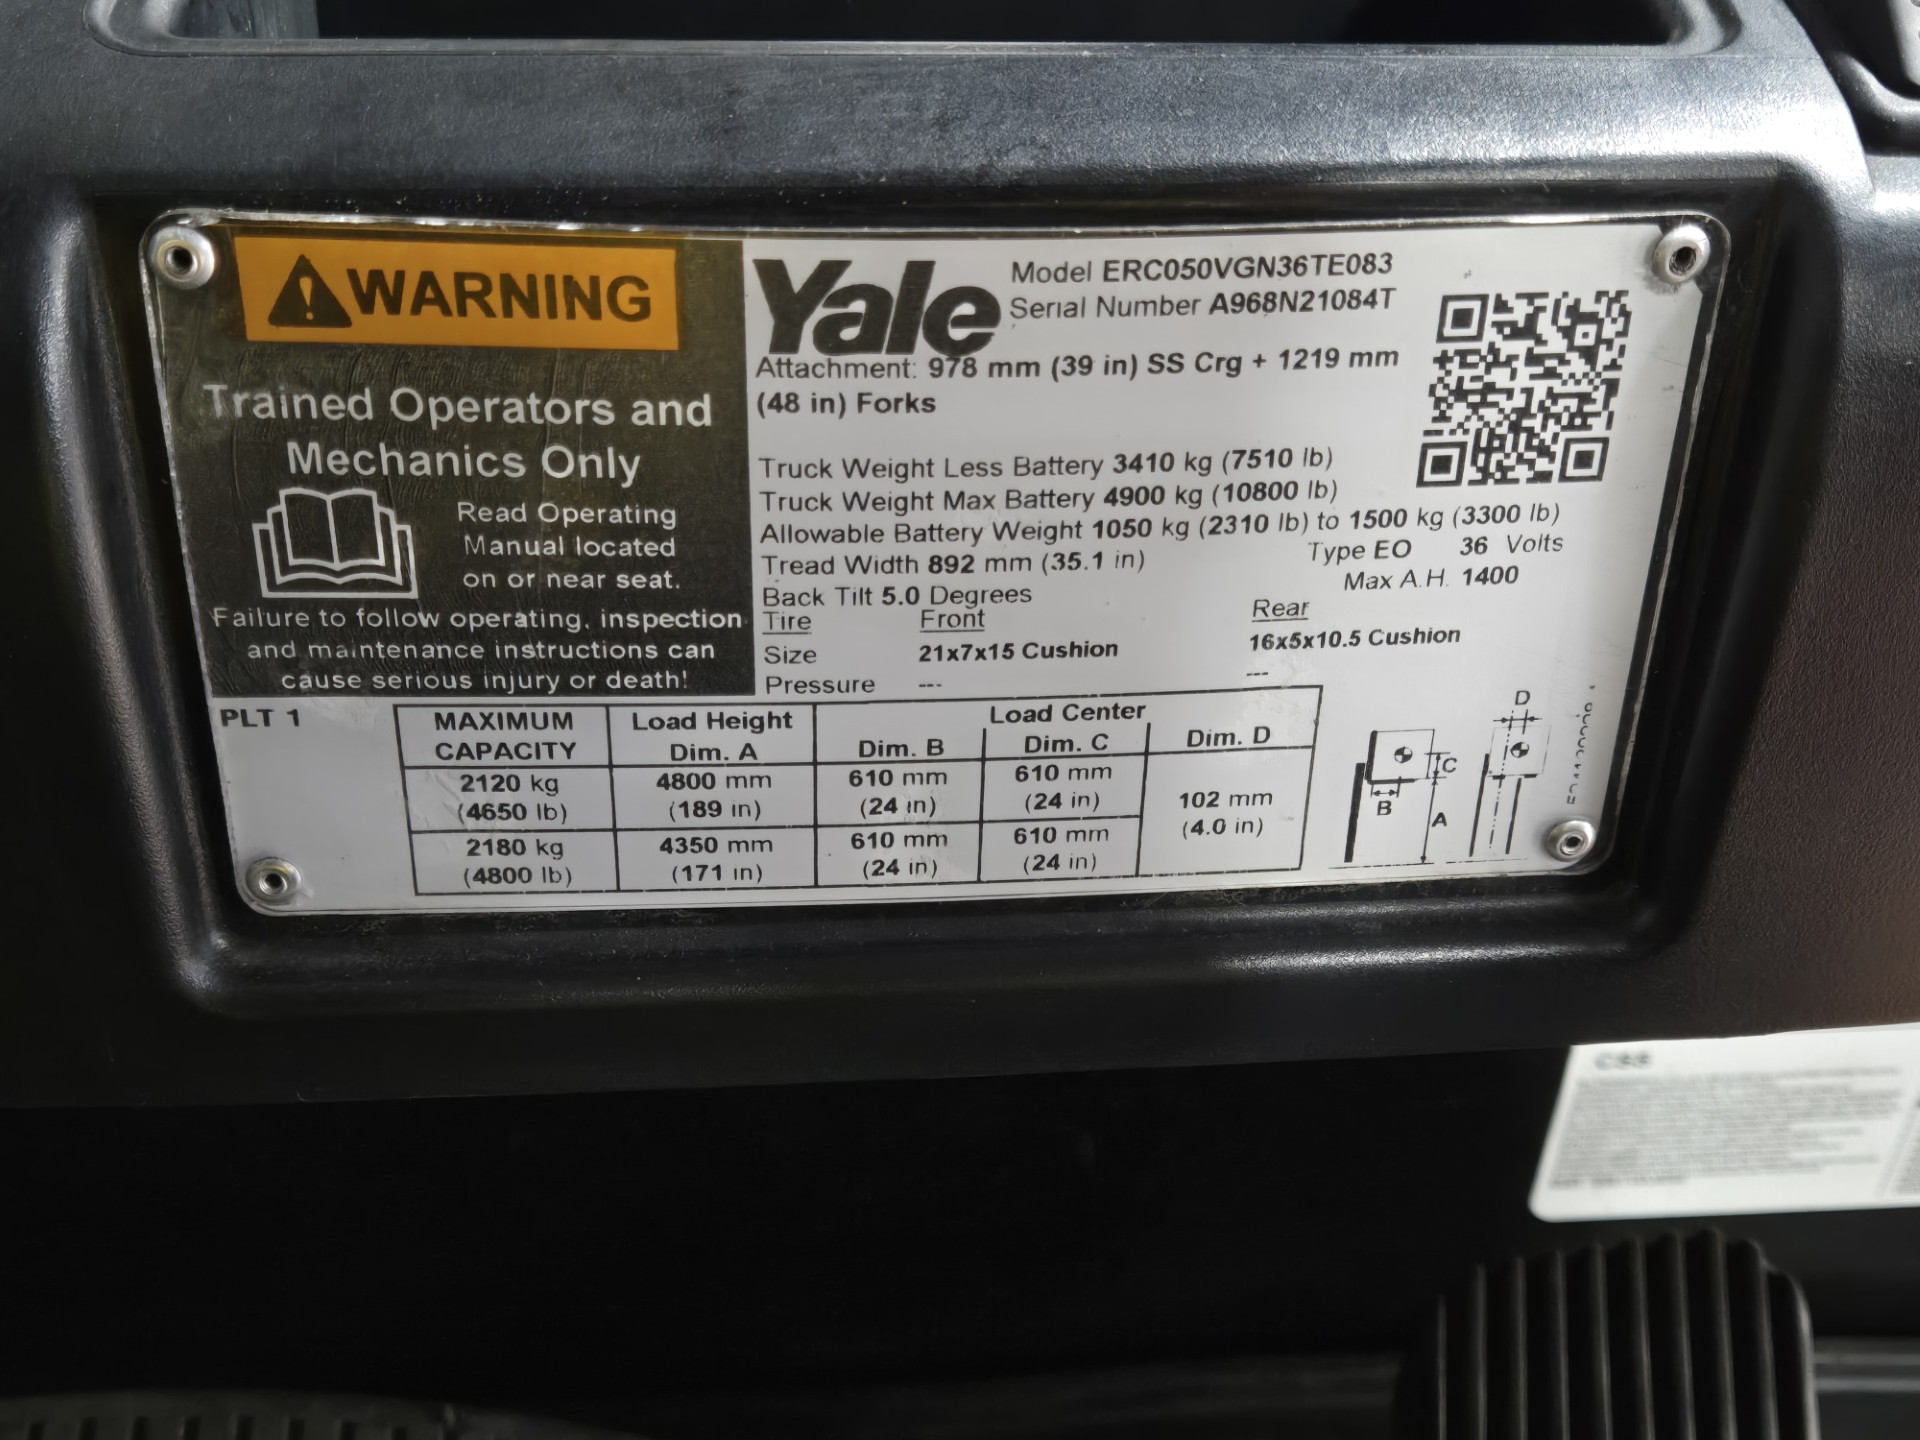 WARNING
Trained Operators and
Mechanics Only
Read Operating
Manual located
on or near seat.
Failure to follow operating, inspection
and maintenance instructions can
cause serious injury or death!
Yale
Model ERC050VGN36TE083
Serial Number A968N21084T
Attachment: 978 mm (39 in) SS Crg + 1219 mm
(48 in) Forks
Truck Weight Less Battery 3410 kg (7510 lb)
Truck Weight Max Battery 4900 kg (10800 lb)
Allowable Battery Weight 1050 kg (2310 lb) to 1500 kg (3300 lb)
Tread Width 892 mm (35.1 in) Type EO 36 Volts
Back Tilt 5.0 Degrees Max A.H. 1400
Tire Front Rear
Size 21x7x15 Cushion 16x5x10.5 Cushion
Pressure --- ---
PLT 1
MAXIMUM CAPACITY Load Height Dim. A Load Center
Dim. B Dim. C Dim. D
2120 kg 4800 mm 610 mm 610 mm 102 mm
(4650 lb) (189 in) (24 in) (24 in) (4.0 in)
2180 kg 4350 mm 610 mm 610 mm
(4800 lb) (171 in) (24 in) (24 in)
D
C
B
A
CSS